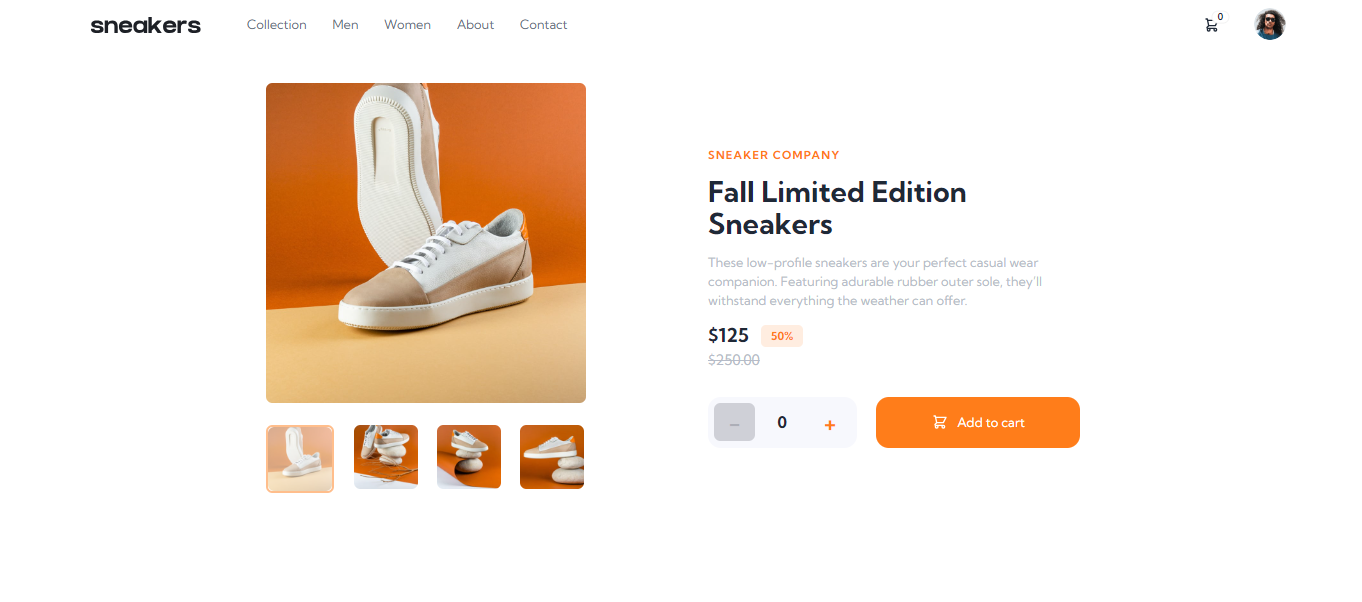 sneakers
Collection Men Women About Contact
0
SNEAKER COMPANY
Fall Limited Edition
Sneakers
These low-profile sneakers are your perfect casual wear
companion. Featuring adurable rubber outer sole, they'll
withstand everything the weather can offer.
$125 50%
$250.00
– 0 + Add to cart